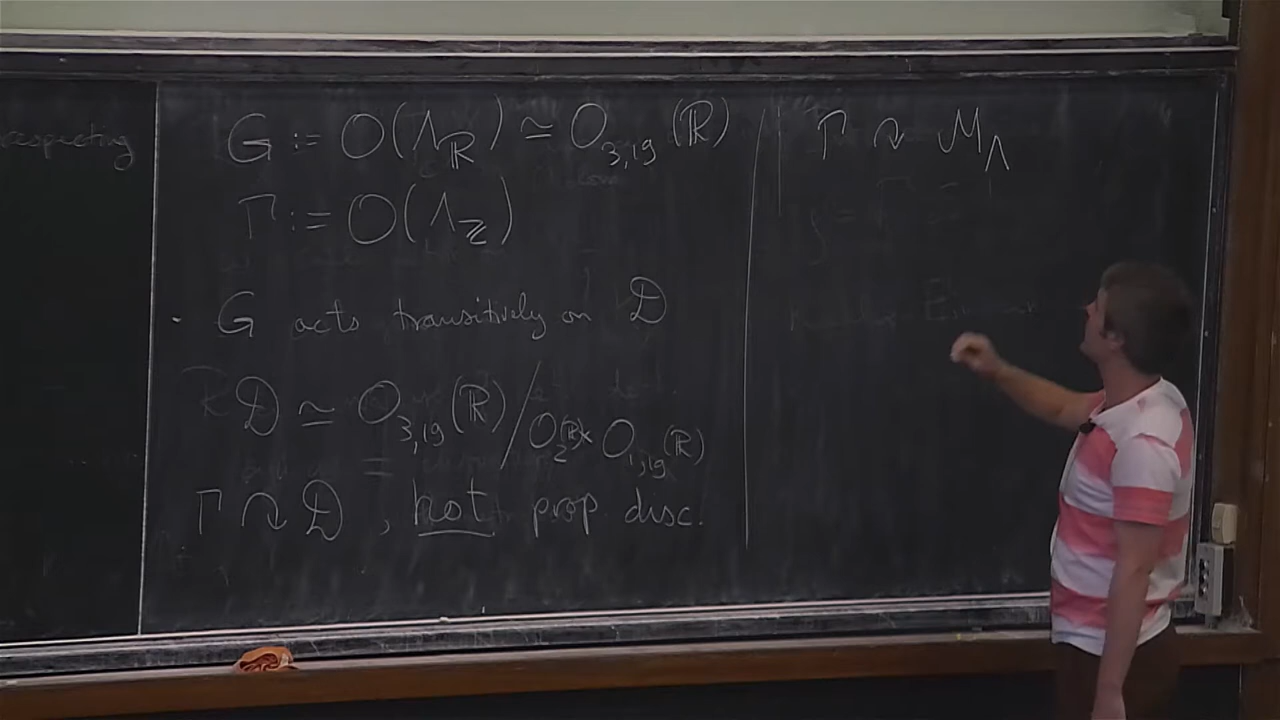 respecting
G := O(Λ_ℝ) ≃ O_{3,19}(ℝ)
Γ := O(Λ_ℤ)
· G acts transitively on 𝒟
𝒟 ≃ O_{3,19}(ℝ) / O_2(ℝ) × O_{1,19}(ℝ)
Γ ↷ 𝒟 , not prop. disc.
Γ ↷ ℳ_Λ